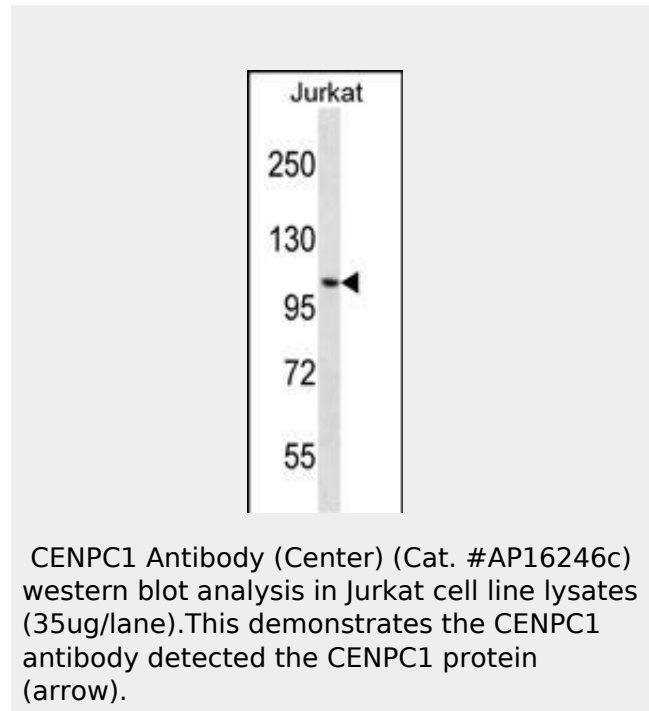 Jurkat
250
130
95
72
55
CENPC1 Antibody (Center) (Cat. #AP16246c)
western blot analysis in Jurkat cell line lysates
(35ug/lane).This demonstrates the CENPC1
antibody detected the CENPC1 protein
(arrow).